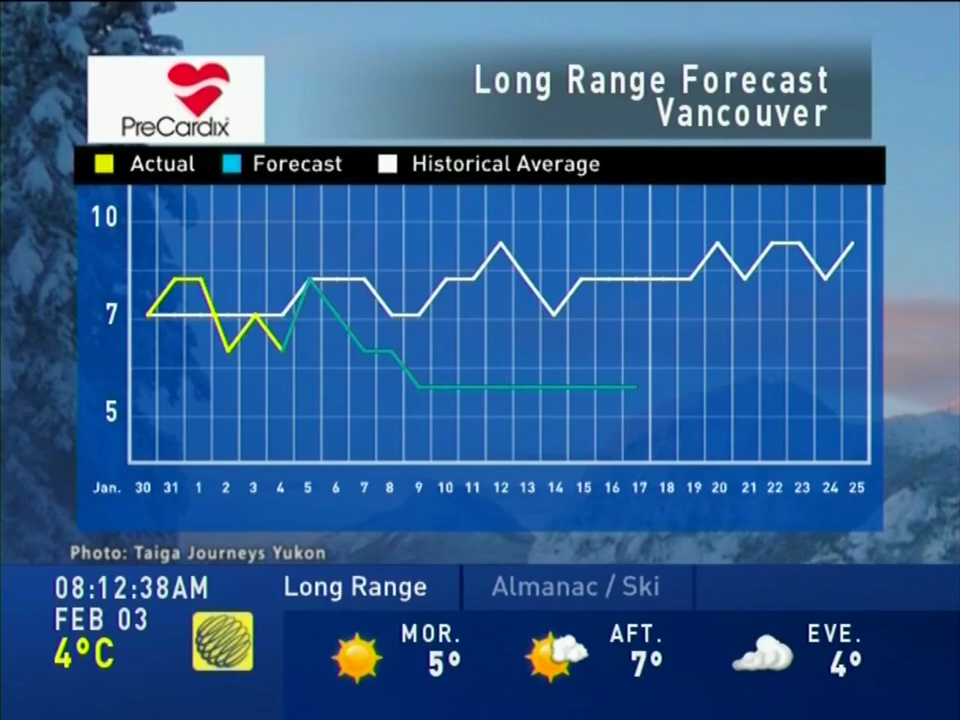 PreCardix
Long Range Forecast
Vancouver
Actual Forecast Historical Average
10
7
5
Jan. 30 31 1 2 3 4 5 6 7 8 9 10 11 12 13 14 15 16 17 18 19 20 21 22 23 24 25
Photo: Taiga Journeys Yukon
08:12:38AM
FEB 03
4°C
Long Range Almanac / Ski
MOR.
5°
AFT.
7°
EVE.
4°